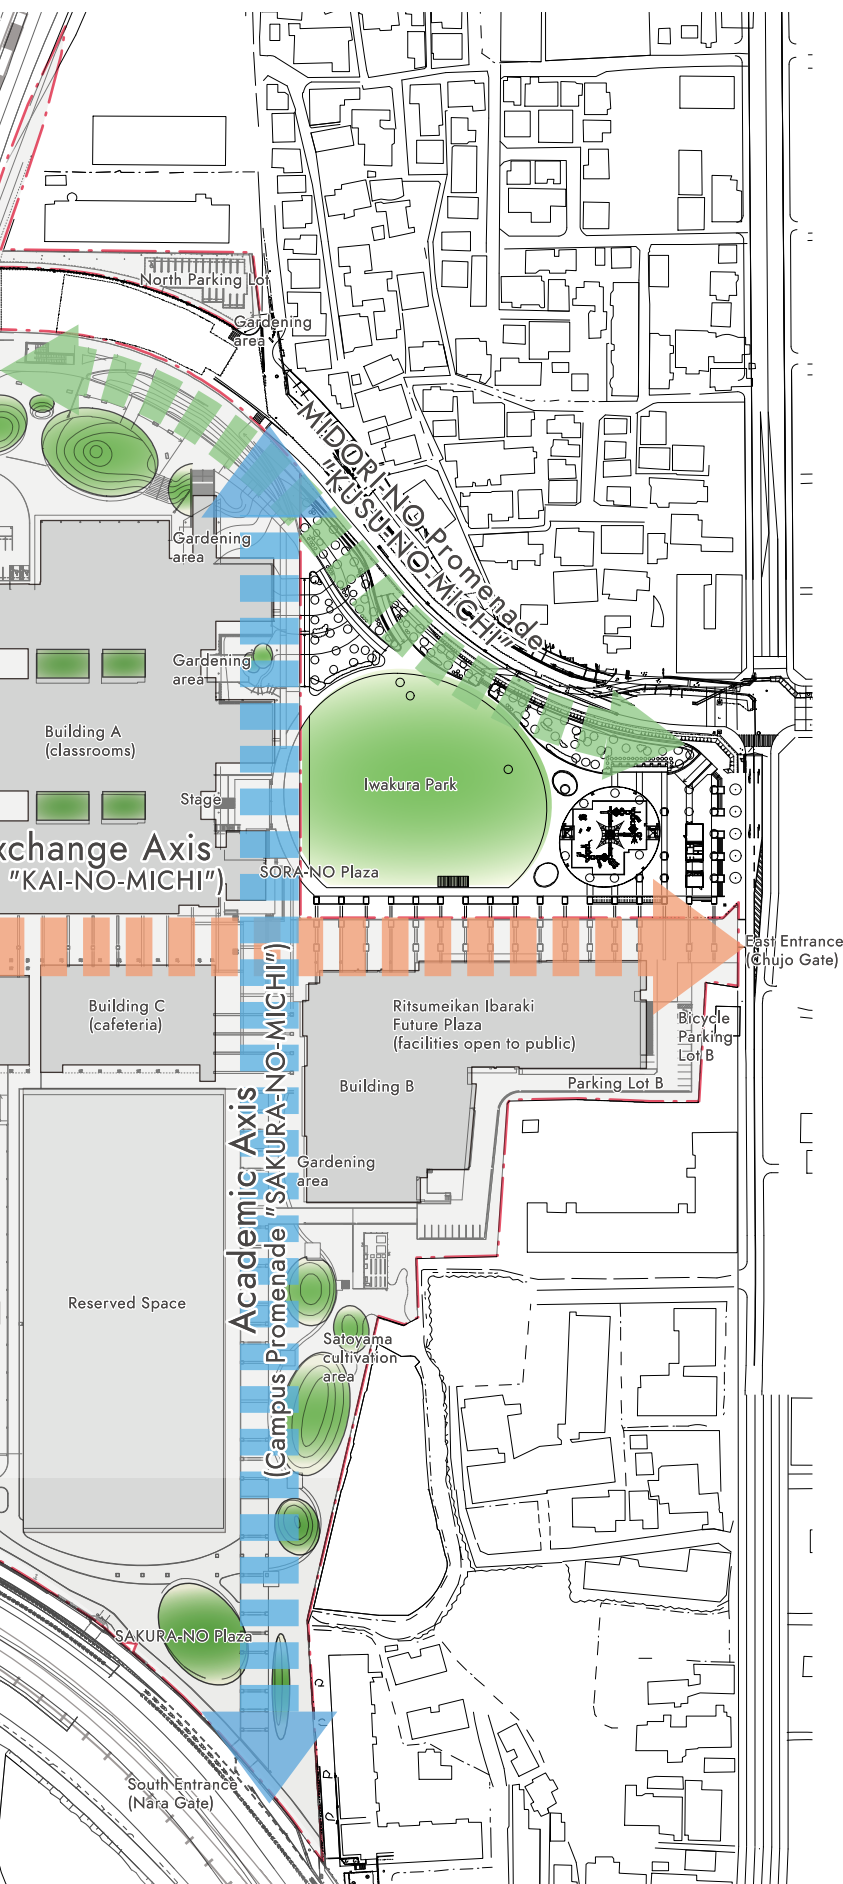 North Parking Lot
Gardening
area
MIDORI-NO Promenade
"KUSU-NO-MICHI"
Gardening
area
Gardening
area
Building A
(classrooms)
Iwakura Park
Stage
xchange Axis
"KAI-NO-MICHI")
SORA-NO Plaza
East Entrance
(Chujo Gate)
Building C
(cafeteria)
Ritsumeikan Ibaraki
Future Plaza
(facilities open to public)
Bicycle
Parking
Lot B
Building B
Parking Lot B
Academic Axis
(Campus Promenade "SAKURA-NO-MICHI")
Gardening
area
Reserved Space
Satoyama
cultivation
area
SAKURA-NO Plaza
South Entrance
(Nara Gate)